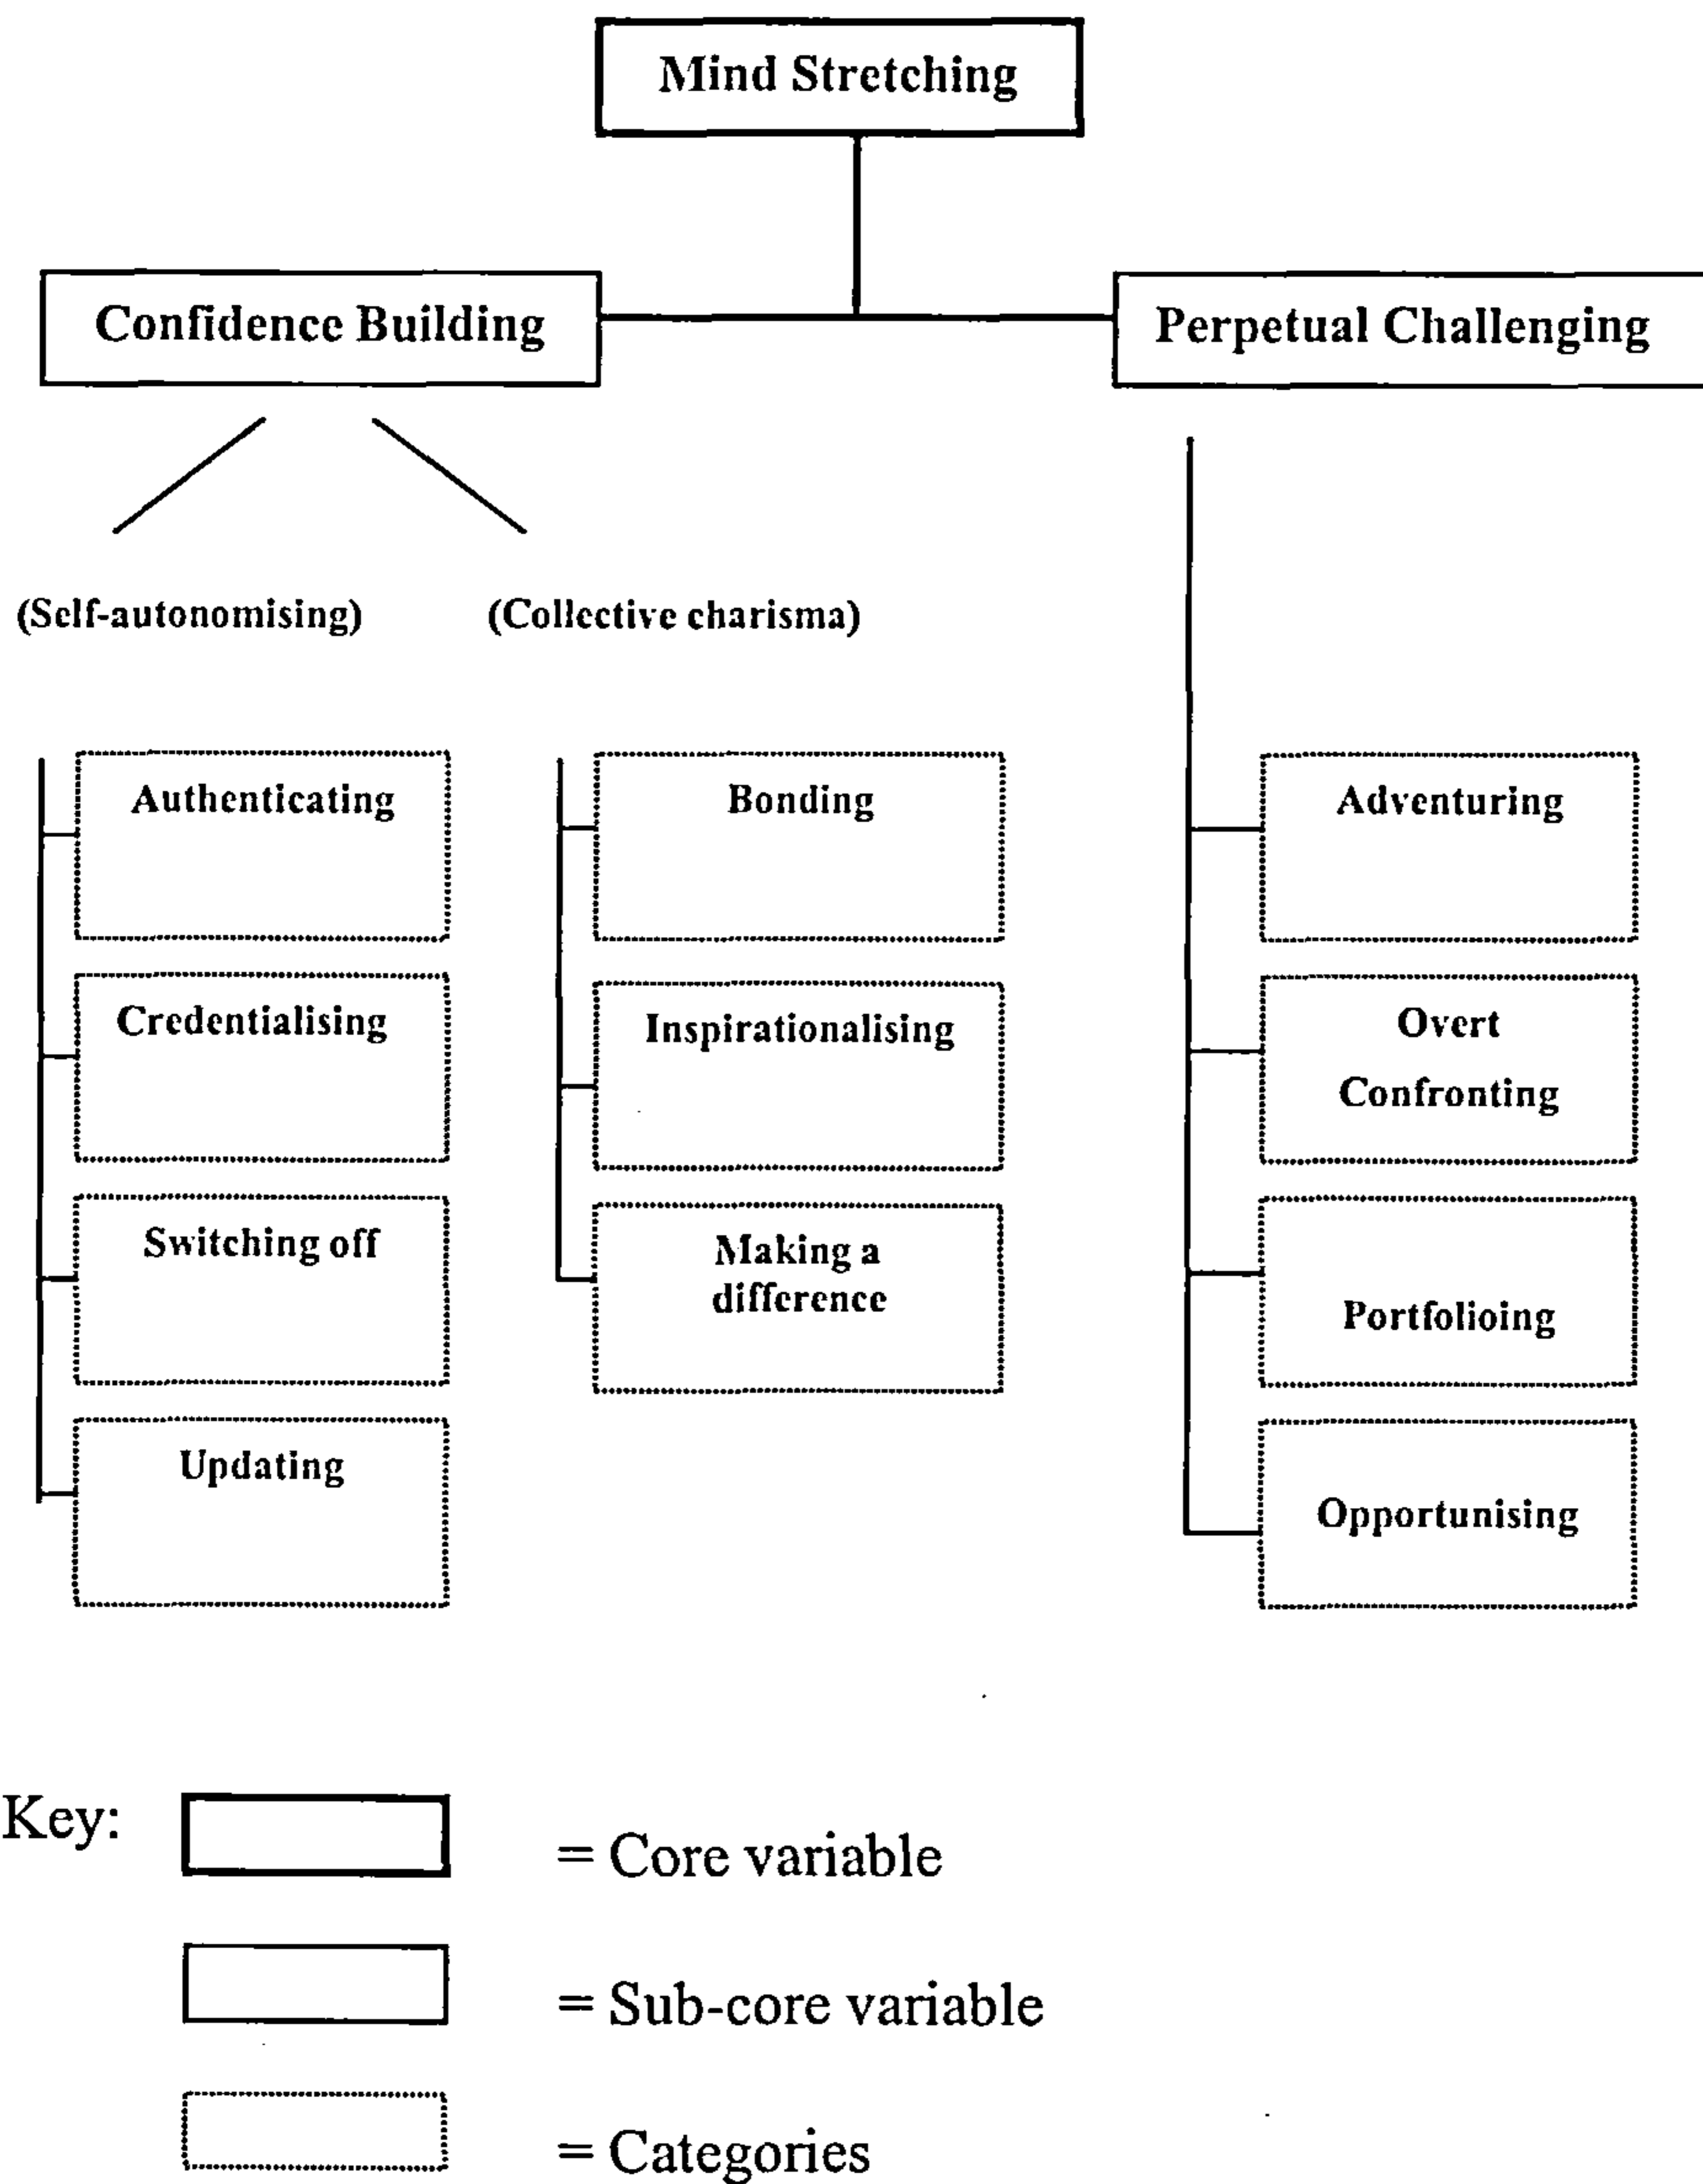 Mind Stretching
Confidence Building
Perpetual Challenging
(Self-autonomising)
(Collective charisma)
Authenticating
Credentialising
Switching off
Updating
Bonding
Inspirationalising
Making a
difference
Adventuring
Overt
Confronting
Portfolioing
Opportunising
Key:
= Core variable
= Sub-core variable
= Categories